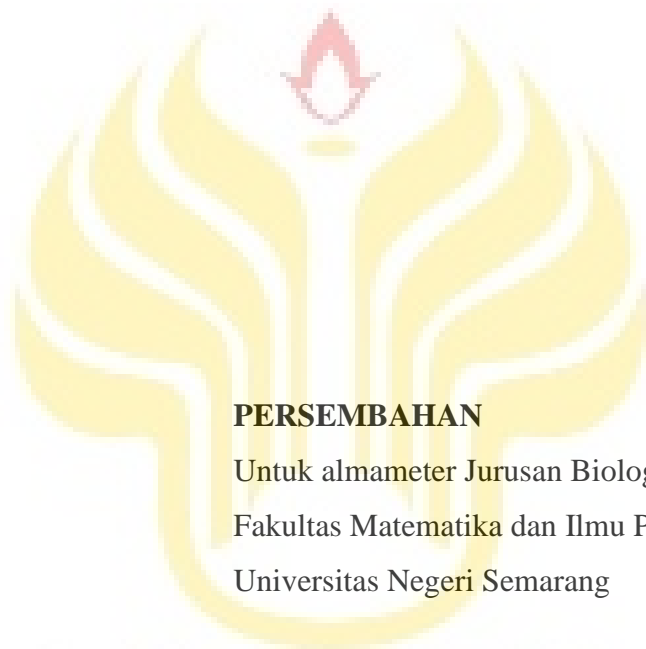 PERSEMBAHAN
Untuk almameter Jurusan Biolog
Fakultas Matematika dan Ilmu P
Universitas Negeri Semarang